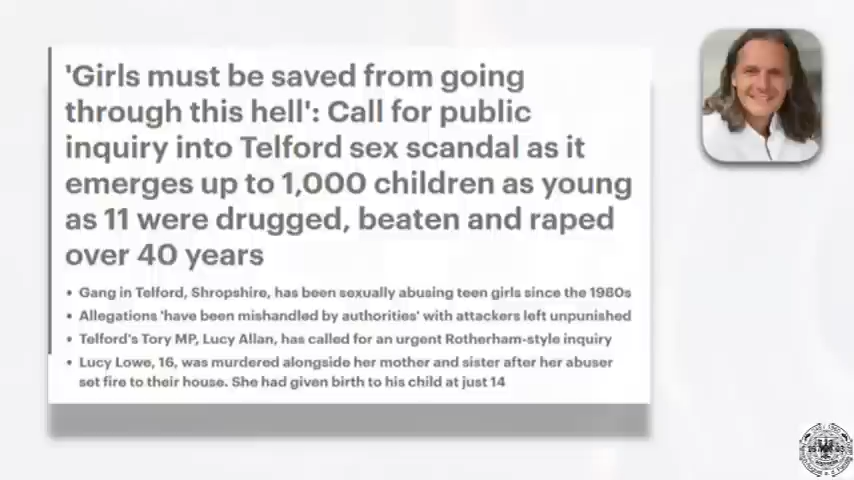 'Girls must be saved from going
through this hell': Call for public
inquiry into Telford sex scandal as it
emerges up to 1,000 children as young
as 11 were drugged, beaten and raped
over 40 years
• Gang in Telford, Shropshire, has been sexually abusing teen girls since the 1980s
• Allegations 'have been mishandled by authorities' with attackers left unpunished
• Telford's Tory MP, Lucy Allan, has called for an urgent Rotherham-style inquiry
• Lucy Lowe, 16, was murdered alongside her mother and sister after her abuser
set fire to their house. She had given birth to his child at just 14